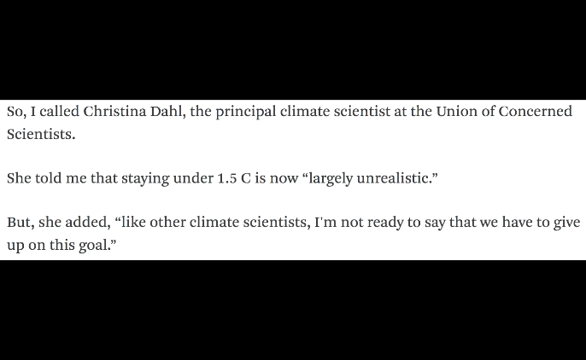 So, I called Christina Dahl, the principal climate scientist at the Union of Concerned
Scientists.
She told me that staying under 1.5 C is now “largely unrealistic.”
But, she added, “like other climate scientists, I'm not ready to say that we have to give
up on this goal.”